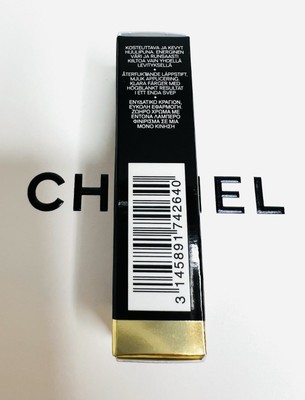 KOSTEUTTAVA JA KEVYT
HUULIPUNA. ENERGINEN
VÄRI JA RUNSAASTI
KIILTOA VAIN YHDELLÄ
LEVITYKSELLÄ
ÅTERFUKTANDE LÄPPSTIFT.
MJUK APPLICERING.
KLARA FÄRGER MED
HÖGBLANKT RESULTAT
I ETT ENDA SVEP
ΕΝΥΔΑΤΙΚΟ ΚΡΑΓΙΟΝ,
ΕΥΚΟΛΗ ΕΦΑΡΜΟΓΗ.
ΖΩΗΡΟ ΧΡΩΜΑ ΜΕ
ΕΝΤΟΝΑ ΛΑΜΠΕΡΟ
ΦΙΝΙΡΙΣΜΑ ΣΕ ΜΙΑ
ΜΟΝΟ ΚΙΝΗΣΗ
CH EL
3 145891 742640